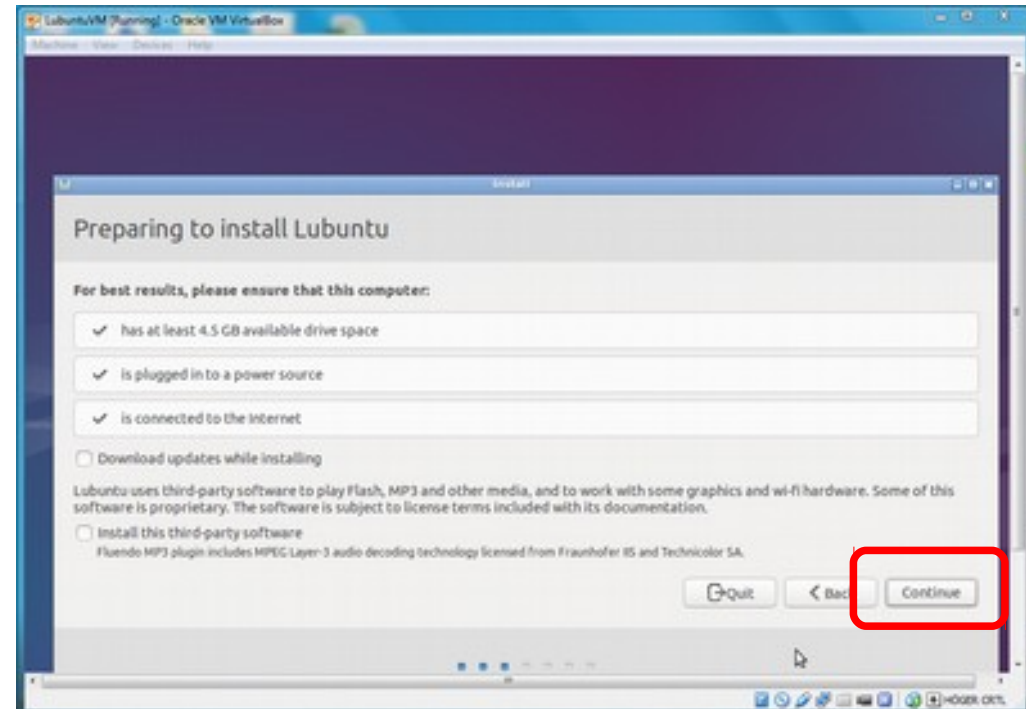 LubuntuVM [Running] - Oracle VM VirtualBox
Machine View Devices Help
Install
Preparing to install Lubuntu
For best results, please ensure that this computer:
has at least 4.5 GB available drive space
is plugged in to a power source
is connected to the Internet
Download updates while installing
Lubuntu uses third-party software to play Flash, MP3 and other media, and to work with some graphics and wi-fi hardware. Some of this
software is proprietary. The software is subject to license terms included with its documentation.
Install this third-party software
Fluendo MP3 plugin includes MPEG Layer-3 audio decoding technology licensed from Fraunhofer IIS and Technicolor SA.
Quit Back Continue
HÖGER CRTL